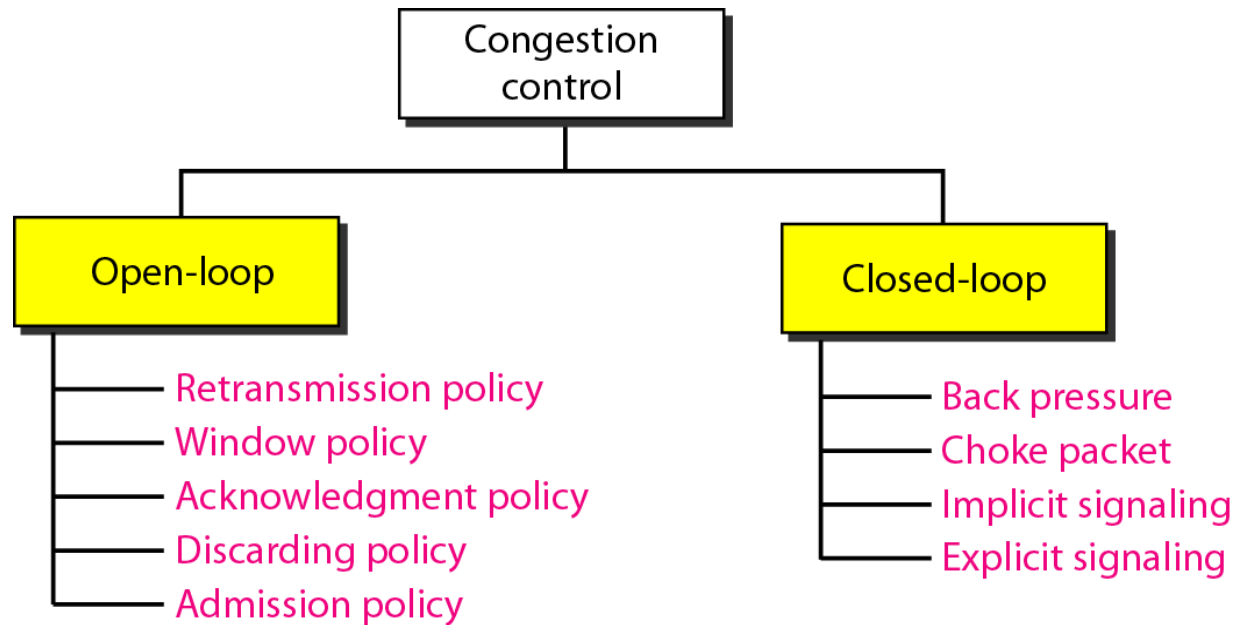 Congestion
control
Open-loop
Retransmission policy
Window policy
Acknowledgment policy
Discarding policy
Admission policy
Closed-loop
Back pressure
Choke packet
Implicit signaling
Explicit signaling